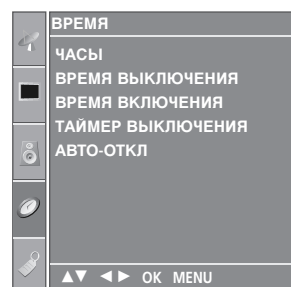 ВРЕМЯ
ЧАСЫ
ВРЕМЯ ВЫКЛЮЧЕНИЯ
ВРЕМЯ ВКЛЮЧЕНИЯ
ТАЙМЕР ВЫКЛЮЧЕНИЯ
АВТО-ОТКЛ
▲▼ ◄► OK MENU